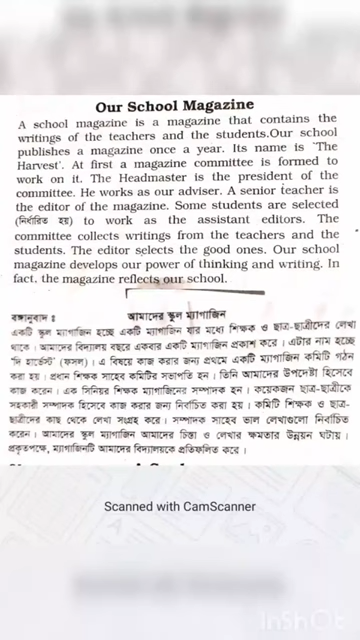 Our School Magazine
A school magazine is a magazine that contains the
writings of the teachers and the students.Our school
publishes a magazine once a year. Its name is 'The
Harvest'. At first a magazine committee is formed to
work on it. The Headmaster is the president of the
committee. He works as our adviser. A senior teacher is
the editor of the magazine. Some students are selected
(নির্ধারিত হয়) to work as the assistant editors. The
committee collects writings from the teachers and the
students. The editor selects the good ones. Our school
magazine develops our power of thinking and writing. In
fact, the magazine reflects our school.
বঙ্গানুবাদ : আমাদের স্কুল ম্যাগাজিন
একটি স্কুল ম্যাগাজিন হচ্ছে একটি ম্যাগাজিন যার মধ্যে শিক্ষক ও ছাত্র-ছাত্রীদের লেখা
থাকে। আমাদের বিদ্যালয় বছরে একবার একটি ম্যাগাজিন প্রকাশ করে। এটার নাম হচ্ছে
'দি হার্ভেস্ট' (ফসল)। এ বিষয়ে কাজ করার জন্য প্রথমে একটি ম্যাগাজিন কমিটি গঠন
করা হয়। প্রধান শিক্ষক সাহেব কমিটির সভাপতি হন। তিনি আমাদের উপদেষ্টা হিসেবে
কাজ করেন। এক সিনিয়র শিক্ষক ম্যাগাজিনের সম্পাদক হন। কয়েকজন ছাত্র-ছাত্রীকে
সহকারী সম্পাদক হিসেবে কাজ করার জন্য নির্বাচিত করা হয়। কমিটি শিক্ষক ও ছাত্র-
ছাত্রীদের কাছ থেকে লেখা সংগ্রহ করে। সম্পাদক সাহেব ভাল লেখাগুলো নির্বাচিত
করেন। আমাদের স্কুল ম্যাগাজিন আমাদের চিন্তা ও লেখার ক্ষমতার উন্নয়ন ঘটায়।
প্রকৃতপক্ষে, ম্যাগাজিনটি আমাদের বিদ্যালয়কে প্রতিফলিত করে।
Scanned with CamScanner
InShOt